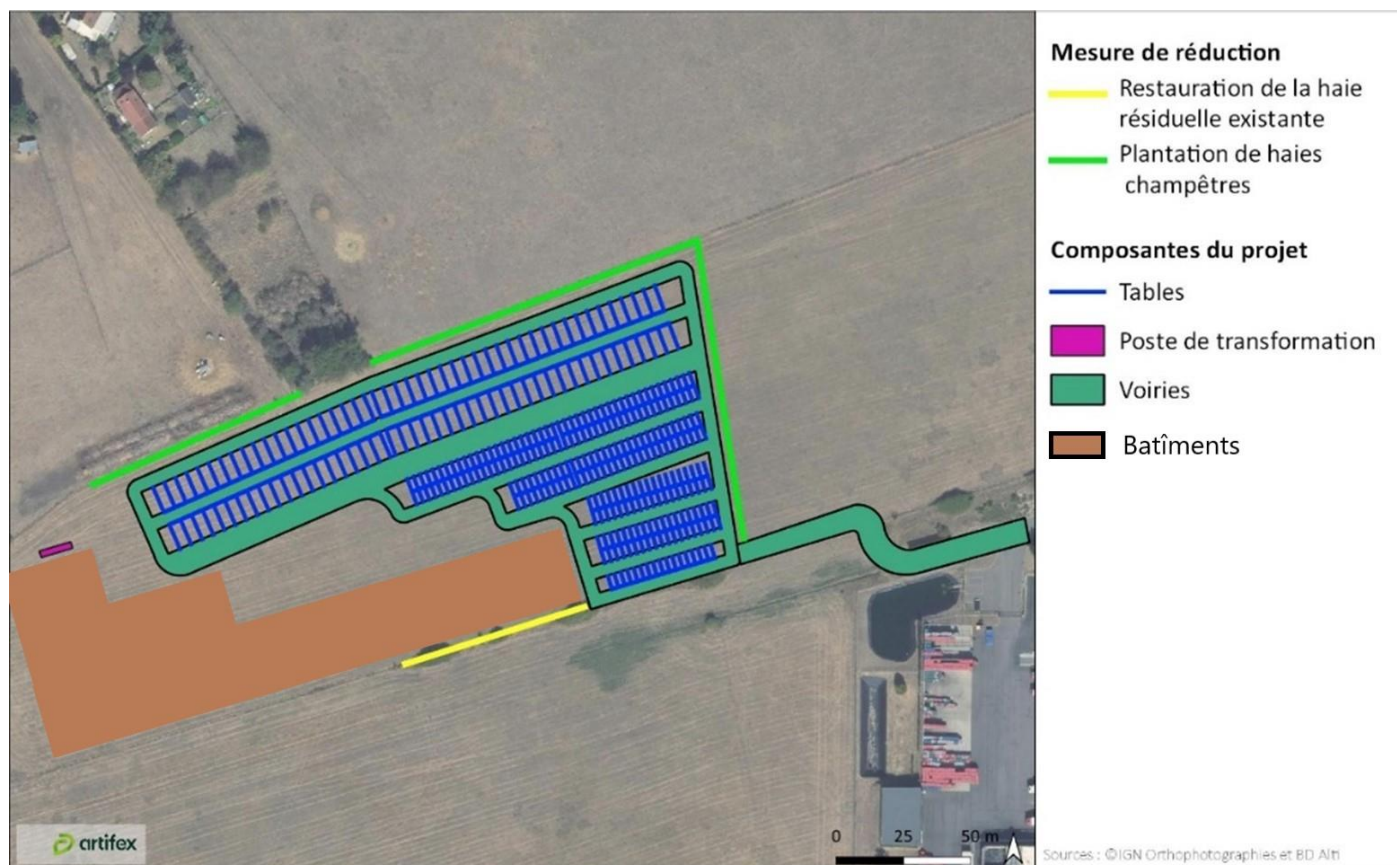 Mesure de réduction
Restauration de la haie
résiduelle existante
Plantation de haies
champêtres
Composantes du projet
Tables
Poste de transformation
Voiries
Batîments
artifex
0 25 50 m
Sources : ©IGN Orthophotographies et BD Alti